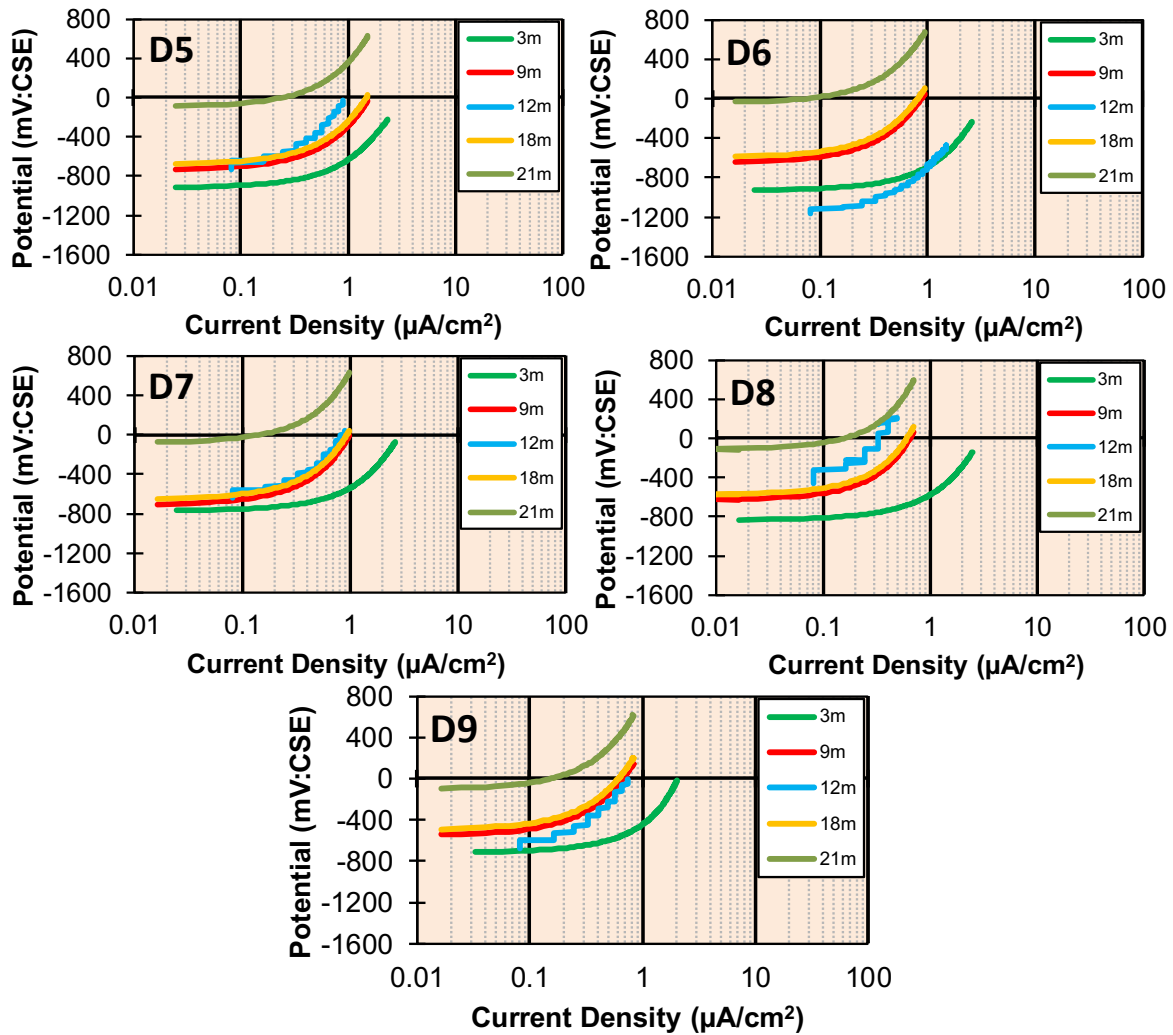 D5
Potential (mV:CSE)
800
400
0
-400
-800
-1200
-1600
0.01 0.1 1 10 100
Current Density (µA/cm²)
3m
9m
12m
18m
21m
D6
Potential (mV:CSE)
800
400
0
-400
-800
-1200
-1600
0.01 0.1 1 10 100
Current Density (µA/cm²)
3m
9m
12m
18m
21m
D7
Potential (mV:CSE)
800
400
0
-400
-800
-1200
-1600
0.01 0.1 1 10 100
Current Density (µA/cm²)
3m
9m
12m
18m
21m
D8
Potential (mV:CSE)
800
400
0
-400
-800
-1200
-1600
0.01 0.1 1 10 100
Current Density (µA/cm²)
3m
9m
12m
18m
21m
D9
Potential (mV:CSE)
800
400
0
-400
-800
-1200
-1600
0.01 0.1 1 10 100
Current Density (µA/cm²)
3m
9m
12m
18m
21m